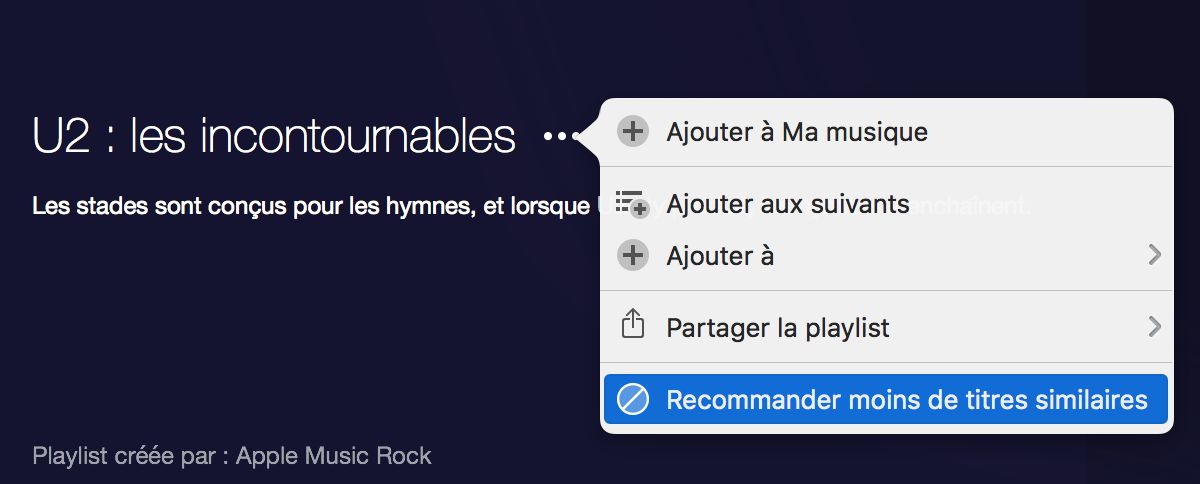 U2 : les incontournables
Ajouter à Ma musique
Les stades sont conçus pour les hymnes, et lorsque U2 enchaînent.
Ajouter aux suivants
Ajouter à
Partager la playlist
Recommander moins de titres similaires
Playlist créée par : Apple Music Rock